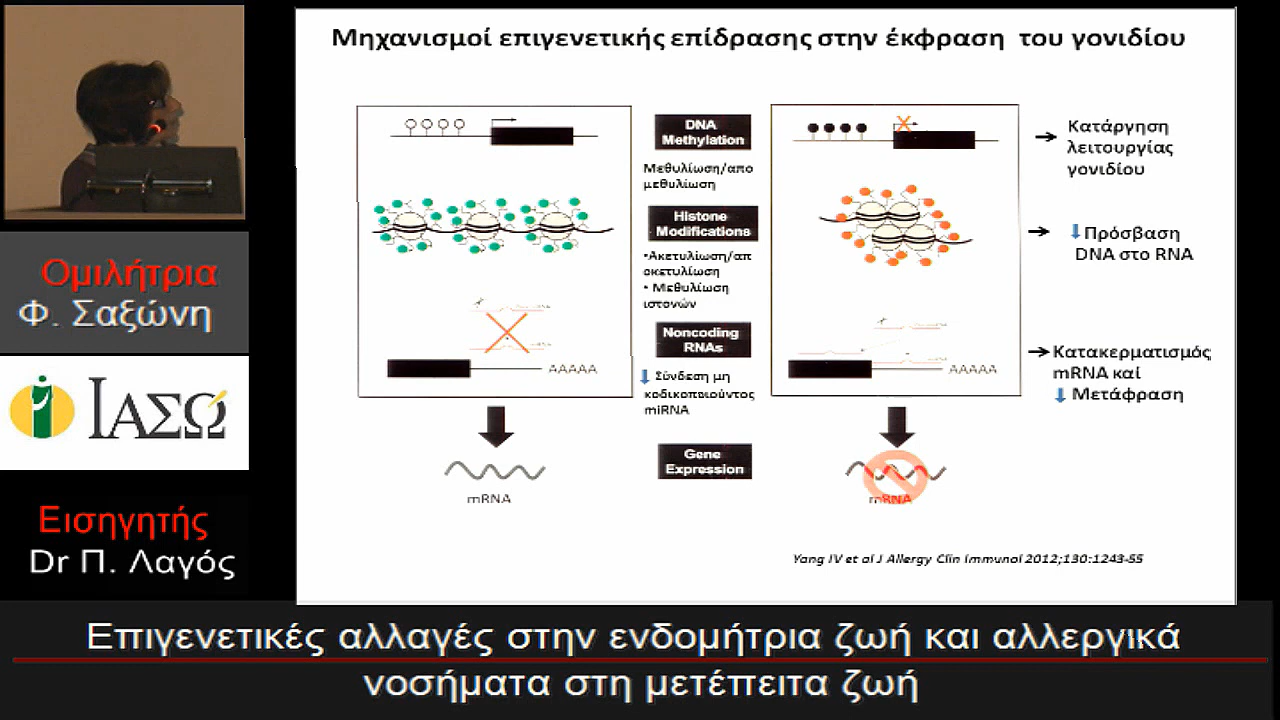 Μηχανισμοί επιγενετικής επίδρασης στην έκφραση του γονιδίου
DNA
Methylation
Μεθυλίωση/απο
μεθυλίωση
Histone
Modifications
•Ακετυλίωση/απ
οκετυλίωση
• Μεθυλίωση
ιστονών
Noncoding
RNAs
Σύνδεση μη
κοδικοποιούντος
miRNA
Gene
Expression
AAAAA
mRNA
AAAAA
mRNA
Κατάργηση
λειτουργίας
γονιδίου
Πρόσβαση
DNA στο RNA
Κατακερματισμός
mRNA καί
Μετάφραση
Yang IV et al J Allergy Clin Immunol 2012;130:1243-55
Ομιλήτρια
Φ. Σαξώνη
ΙΑΣΩ
Εισηγητής
Dr Π. Λαγός
Επιγενετικές αλλαγές στην ενδομήτρια ζωή και αλλεργικά
νοσήματα στη μετέπειτα ζωή